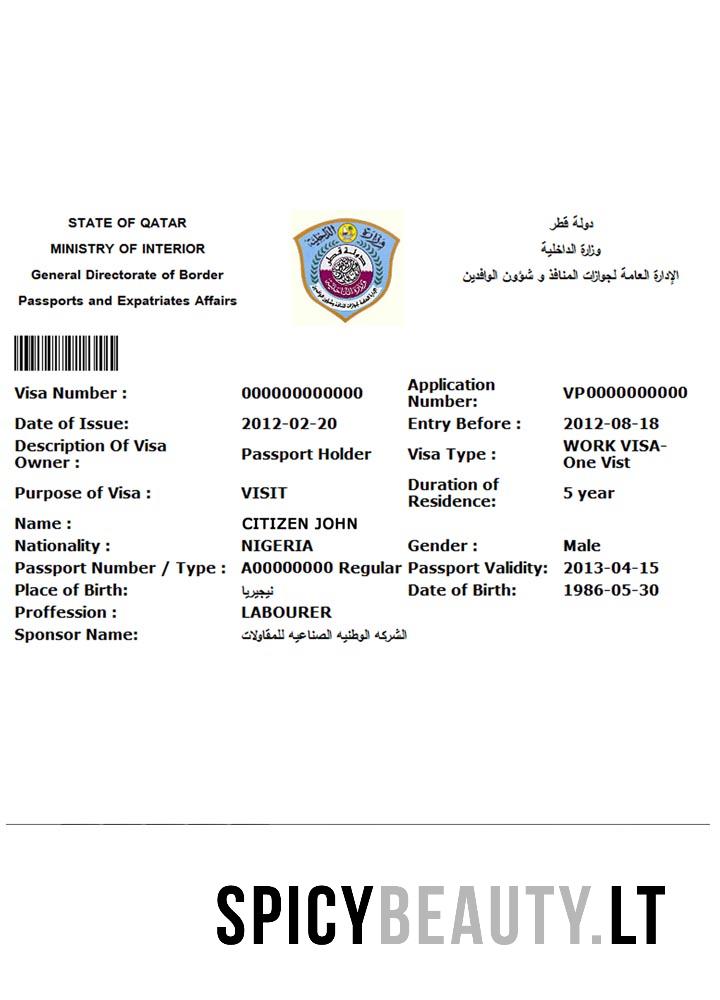 STATE OF QATAR
MINISTRY OF INTERIOR
General Directorate of Border
Passports and Expatriates Affairs
وزارة الداخلية
دولة قطر
دولة قطر
وزارة الداخلية
الإدارة العامة لجوازات المنافذ و شؤون الوافدين
Visa Number : 000000000000 Application Number: VP0000000000
Date of Issue: 2012-02-20 Entry Before : 2012-08-18
Description Of Visa Owner : Passport Holder Visa Type : WORK VISA- One Vist
Purpose of Visa : VISIT Duration of Residence: 5 year
Name : CITIZEN JOHN
Nationality : NIGERIA Gender : Male
Passport Number / Type : A00000000 Regular Passport Validity: 2013-04-15
Place of Birth: نيجيريا Date of Birth: 1986-05-30
Proffession : LABOURER
Sponsor Name: الشركه الوطنيه الصناعيه للمقاولات
SPICYBEAUTY.LT